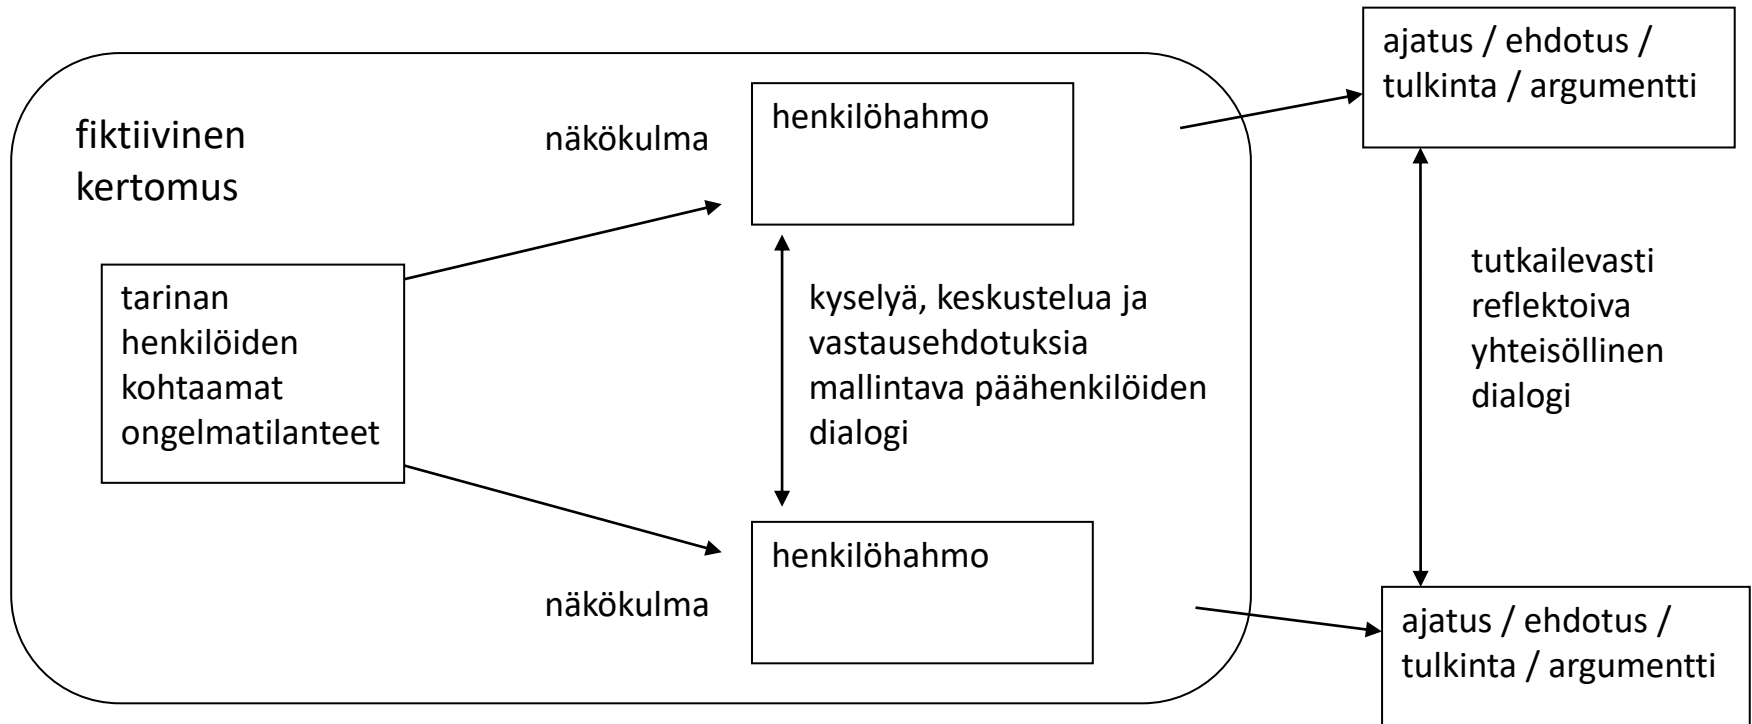 ajatus / ehdotus /
tulkinta / argumentti
fiktiivinen
kertomus
näkökulma
henkilöhahmo
tarinan
henkilöiden
kohtaamat
ongelmatilanteet
kyselyä, keskustelua ja
vastausehdotuksia
mallintava päähenkilöiden
dialogi
tutkailevasti
reflektoiva
yhteisöllinen
dialogi
näkökulma
henkilöhahmo
ajatus / ehdotus /
tulkinta / argumentti